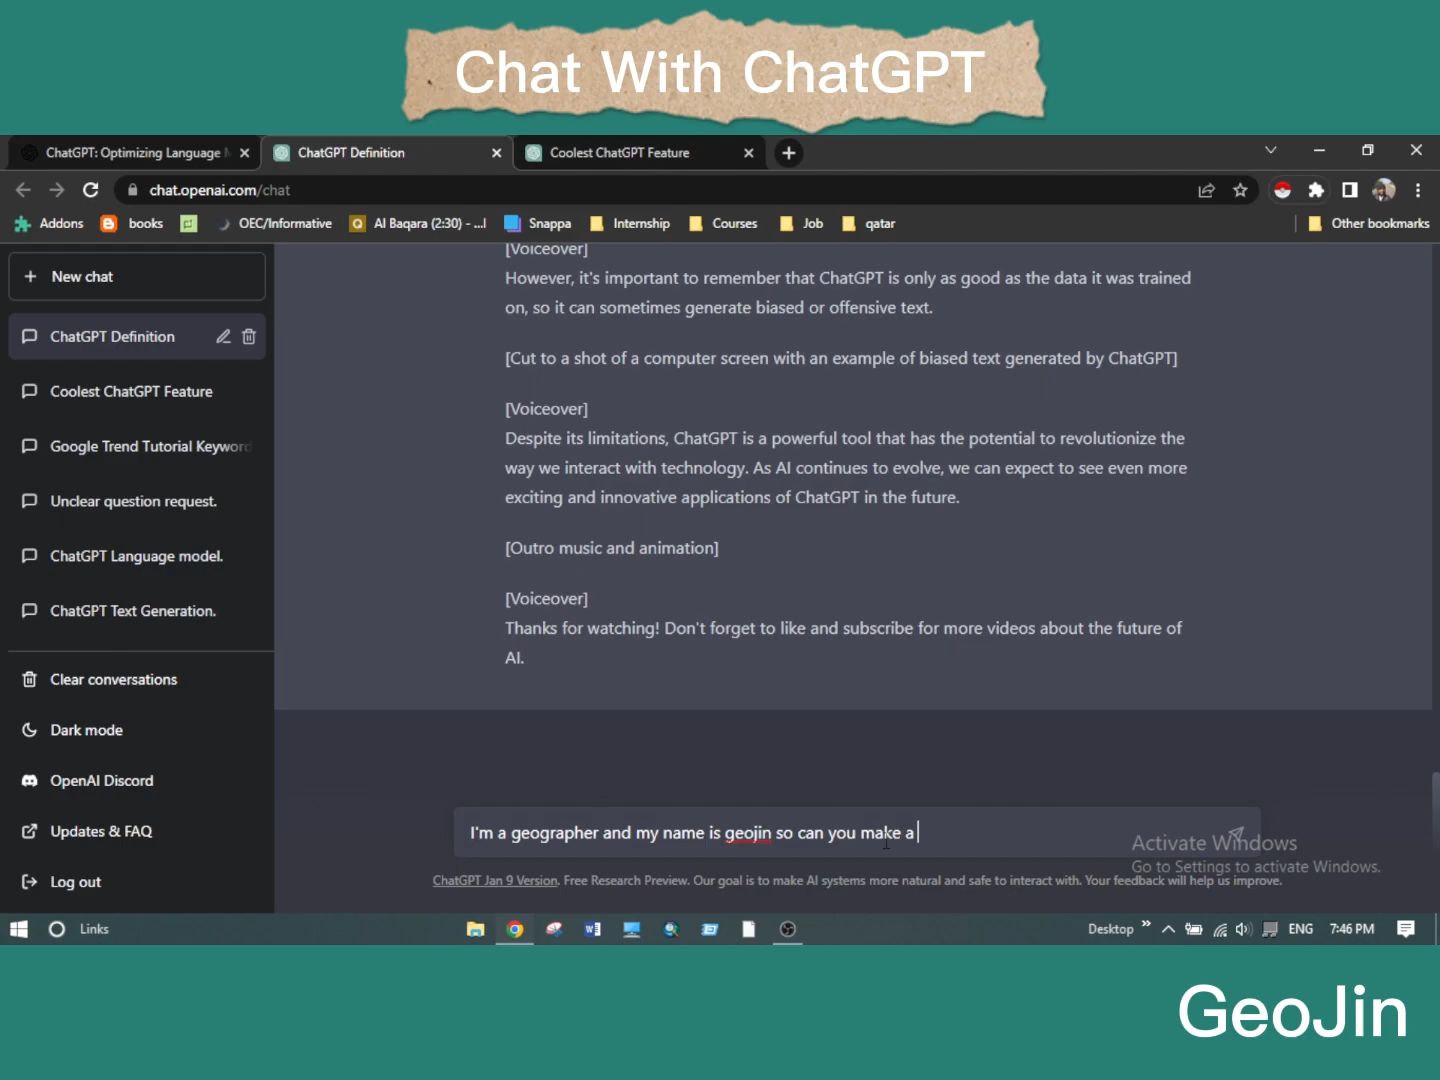 Chat With ChatGPT
ChatGPT: Optimizing Language
ChatGPT Definition
Coolest ChatGPT Feature
chat.openai.com/chat
Addons
books
OEC/Informative
Al Baqara (2:30) - ...l
Snappa
Internship
Courses
Job
qatar
Other bookmarks
New chat
ChatGPT Definition
Coolest ChatGPT Feature
Google Trend Tutorial Keyword
Unclear question request.
ChatGPT Language model.
ChatGPT Text Generation.
Clear conversations
Dark mode
OpenAI Discord
Updates & FAQ
Log out
[Voiceover]
However, it's important to remember that ChatGPT is only as good as the data it was trained
on, so it can sometimes generate biased or offensive text.
[Cut to a shot of a computer screen with an example of biased text generated by ChatGPT]
[Voiceover]
Despite its limitations, ChatGPT is a powerful tool that has the potential to revolutionize the
way we interact with technology. As AI continues to evolve, we can expect to see even more
exciting and innovative applications of ChatGPT in the future.
[Outro music and animation]
[Voiceover]
Thanks for watching! Don't forget to like and subscribe for more videos about the future of
AI.
I'm a geographer and my name is geojin so can you make a
Activate Windows
Go to Settings to activate Windows.
ChatGPT Jan 9 Version. Free Research Preview. Our goal is to make AI systems more natural and safe to interact with. Your feedback will help us improve.
Links
Desktop
ENG
7:46 PM
GeoJin